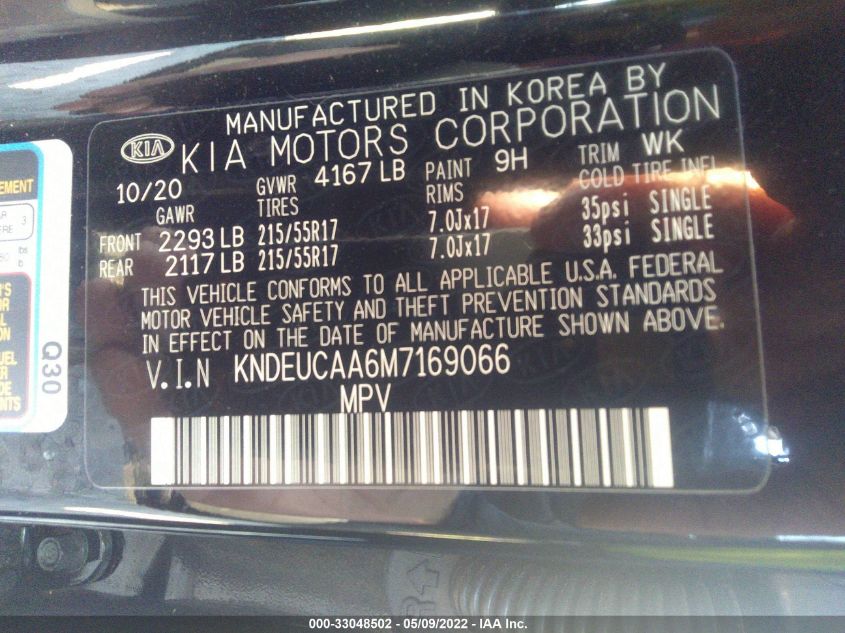 MANUFACTURED IN KOREA BY
KIA KIA MOTORS CORPORATION
10/20 GVWR 4167 LB PAINT 9H TRIM WK
GAWR TIRES RIMS COLD TIRE INFL
FRONT 2293 LB 215/55R17 7.0Jx17 35psi SINGLE
REAR 2117 LB 215/55R17 7.0Jx17 33psi SINGLE
THIS VEHICLE CONFORMS TO ALL APPLICABLE U.S.A. FEDERAL
MOTOR VEHICLE SAFETY AND THEFT PREVENTION STANDARDS
IN EFFECT ON THE DATE OF MANUFACTURE SHOWN ABOVE.
V.I.N KNDEUCAA6M7169066
MPV
Q30
000-33048502 - 05/09/2022 - IAA Inc.